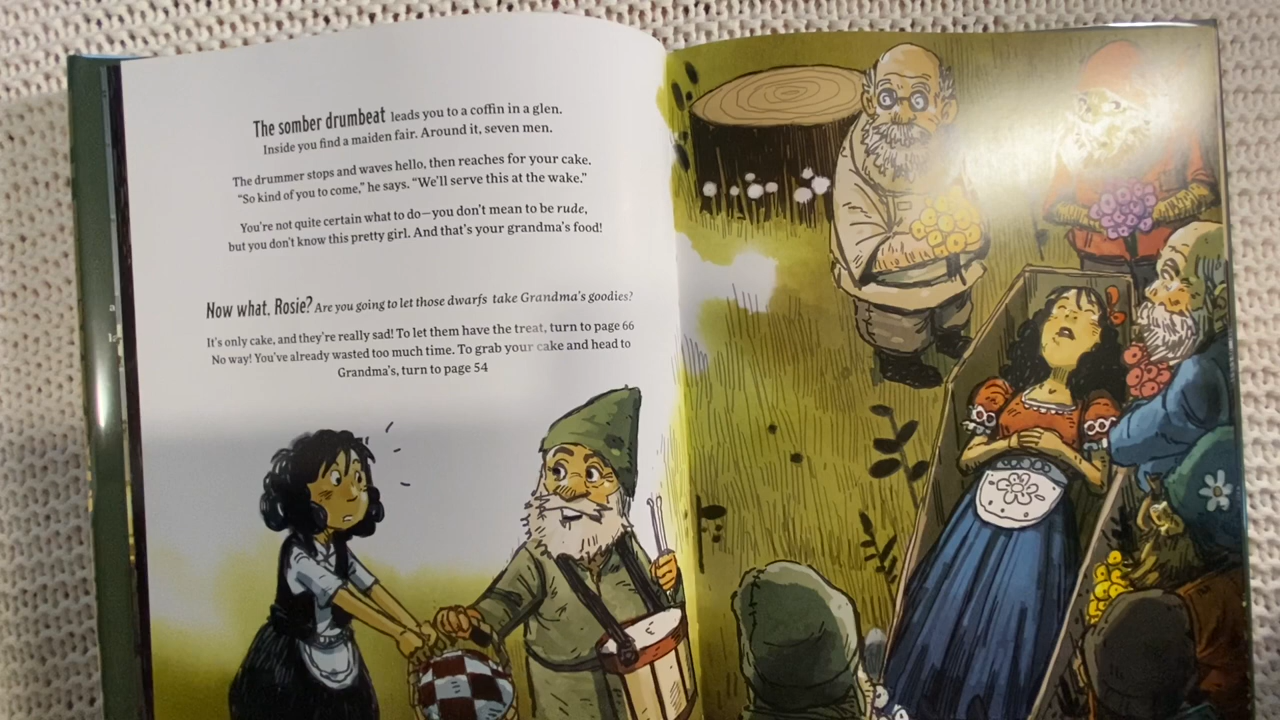 The somber drumbeat leads you to a coffin in a glen.
Inside you find a maiden fair. Around it, seven men.
The drummer stops and waves hello, then reaches for your cake.
“So kind of you to come,” he says. “We’ll serve this at the wake.”
You’re not quite certain what to do—you don’t mean to be rude,
but you don’t know this pretty girl. And that’s your grandma’s food!
Now what, Rosie? Are you going to let those dwarfs take Grandma’s goodies?
It’s only cake, and they’re really sad! To let them have the treat, turn to page 66
No way! You’ve already wasted too much time. To grab your cake and head to
Grandma’s, turn to page 54